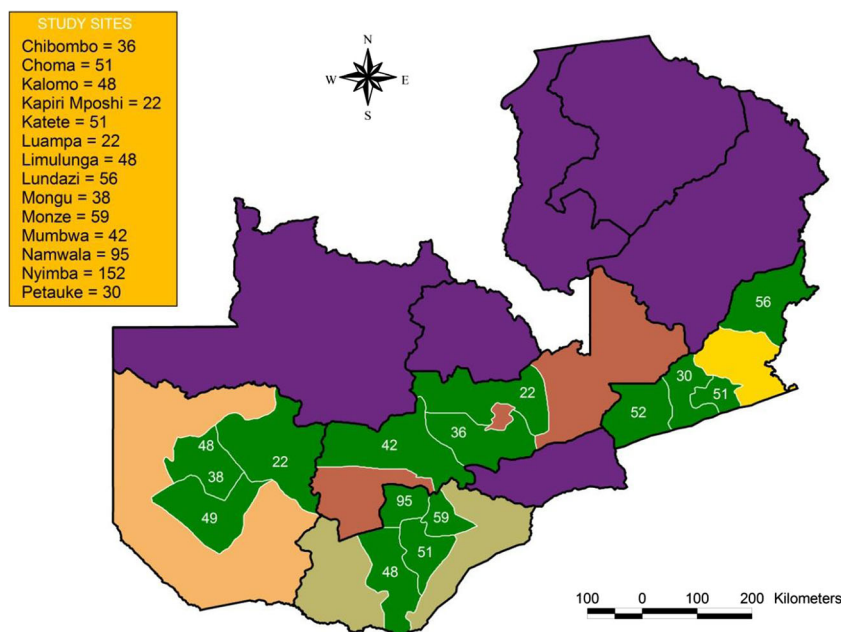 STUDY SITES
Chibombo = 36
Choma = 51
Kalomo = 48
Kapiri Mposhi = 22
Katete = 51
Luampa = 22
Limulunga = 48
Lundazi = 56
Mongu = 38
Monze = 59
Mumbwa = 42
Namwala = 95
Nyimba = 152
Petauke = 30
N
W E
S
56
30
22
51
52
36
48
42
22
38
95
49
59
51
48
100 0 100 200 Kilometers